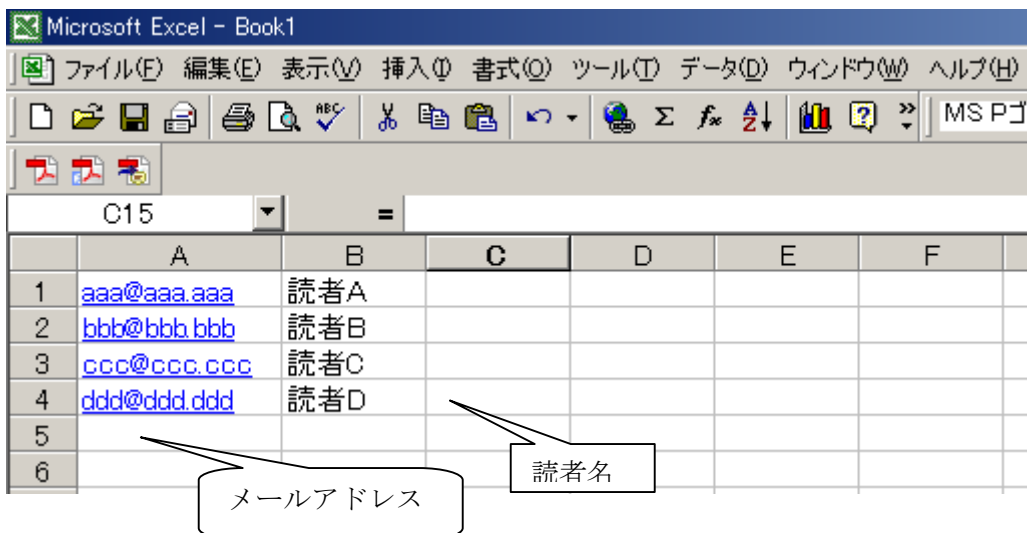 Microsoft Excel - Book1
ファイル(F) 編集(E) 表示(V) 挿入(I) 書式(O) ツール(T) データ(D) ウィンドウ(W) ヘルプ(H)
ABC Σ fx A Z ? » MS Pゴ
C15 =
A B C D E F
1 aaa@aaa.aaa 読者A
2 bbb@bbb.bbb 読者B
3 ccc@ccc.ccc 読者C
4 ddd@ddd.ddd 読者D
5
6
読者名
メールアドレス